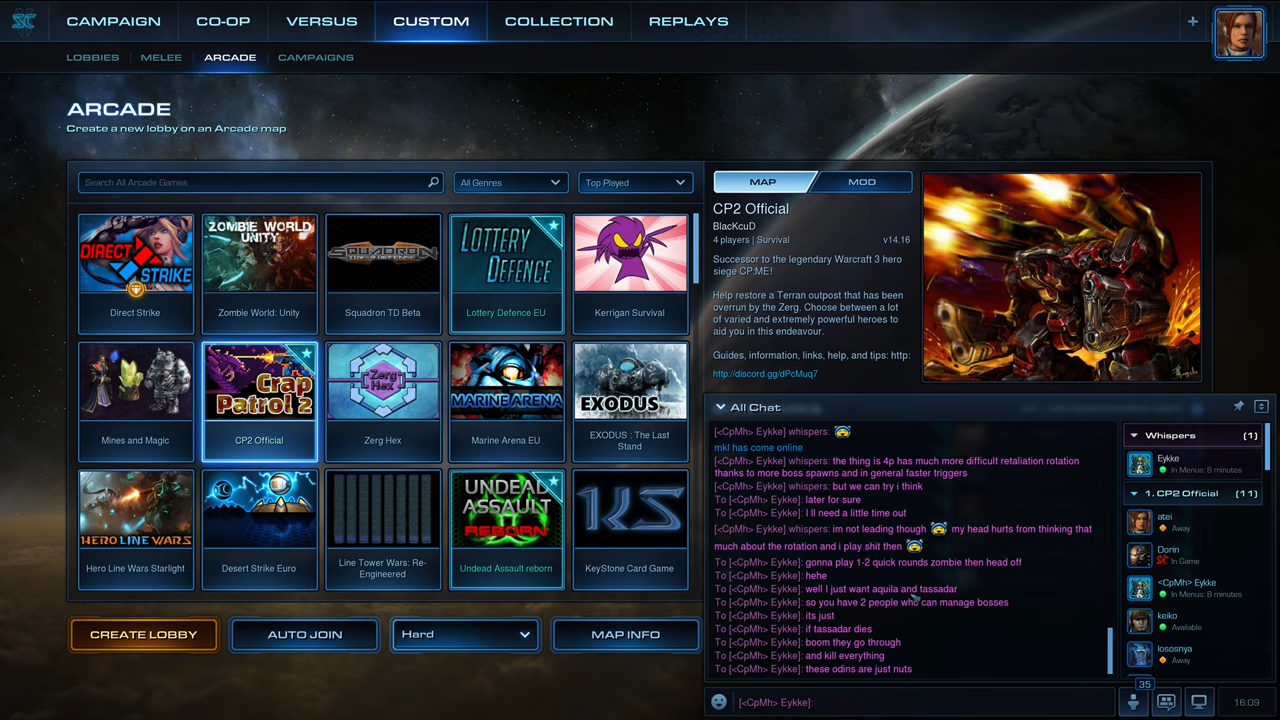 CAMPAIGN
CO-OP
VERSUS
CUSTOM
COLLECTION
REPLAYS
LOBBIES
MELEE
ARCADE
CAMPAIGNS
ARCADE
Create a new lobby on an Arcade map
Search All Arcade Games
All Genres
Top Played
DIRECT STRIKE
Direct Strike
ZOMBIE WORLD UNITY
Zombie World: Unity
SQUADRON
TOWER DEFENSE
Squadron TD Beta
LOTTERY DEFENCE
Lottery Defence EU
Kerrigan Survival
Mines and Magic
Crap Patrol 2
CP2 Official
Zerg Hex
Zerg Hex
MARINE ARENA
Marine Arena EU
EXODUS
EXODUS : The Last Stand
HERO LINE WARS
Hero Line Wars Starlight
Desert Strike Euro
Line Tower Wars: Re-Engineered
UNDEAD ASSAULT REBORN
Undead Assault reborn
KS
KeyStone Card Game
CREATE LOBBY
AUTO JOIN
Hard
MAP INFO
MAP
MOD
CP2 Official
BlacKcuD
4 players | Survival
v14.16
Successor to the legendary Warcraft 3 hero
siege CP:ME!
Help restore a Terran outpost that has been
overrun by the Zerg. Choose between a lot
of varied and extremely powerful heroes to
aid you in this endeavour.
Guides, information, links, help, and tips: http:
http://discord.gg/dPcMuq7
All Chat
[<CpMh> Eykke] whispers:
mkl has come online
[<CpMh> Eykke] whispers: the thing is 4p has much more difficult retaliation rotation
thanks to more boss spawns and in general faster triggers
[<CpMh> Eykke] whispers: but we can try i think
To [<CpMh> Eykke]: later for sure
To [<CpMh> Eykke]: I ll need a little time out
[<CpMh> Eykke] whispers: im not leading though my head hurts from thinking that
much about the rotation and i play shit then
To [<CpMh> Eykke]: gonna play 1-2 quick rounds zombie then head off
To [<CpMh> Eykke]: hehe
To [<CpMh> Eykke]: well I just want aquila and tassadar
To [<CpMh> Eykke]: so you have 2 people who can manage bosses
To [<CpMh> Eykke]: its just
To [<CpMh> Eykke]: if tassadar dies
To [<CpMh> Eykke]: boom they go through
To [<CpMh> Eykke]: and kill everything
To [<CpMh> Eykke]: these odins are just nuts
[<CpMh> Eykke]:
Whispers (1)
Eykke
In Menus: 8 minutes
1. CP2 Official (11)
atei
Away
Dorin
In Game
<CpMh> Eykke
In Menus: 8 minutes
keiko
Available
lososnya
Away
35
16:09